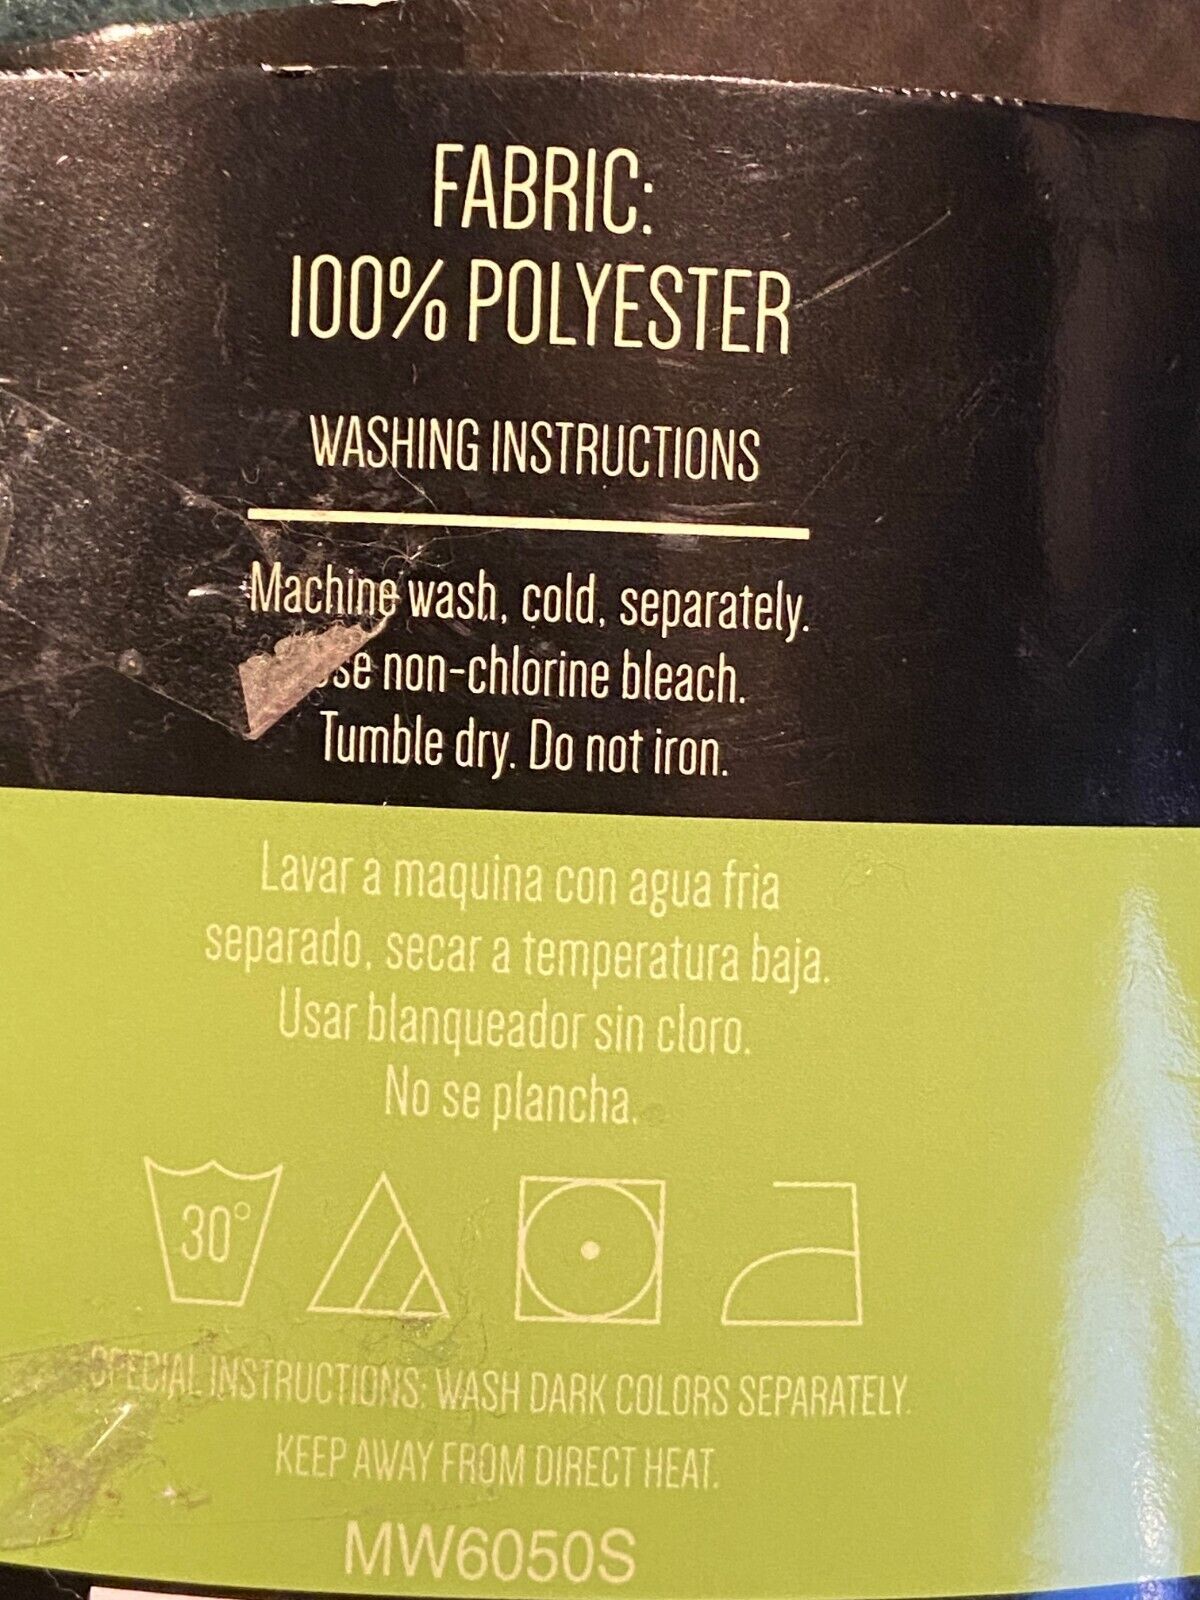 FABRIC:
100% POLYESTER
WASHING INSTRUCTIONS
Machine wash, cold, separately.
se non-chlorine bleach.
Tumble dry. Do not iron.
Lavar a maquina con agua fria
separado, secar a temperatura baja.
Usar blanqueador sin cloro.
No se plancha.
30°
SPECIAL INSTRUCTIONS: WASH DARK COLORS SEPARATELY.
KEEP AWAY FROM DIRECT HEAT.
MW6050S